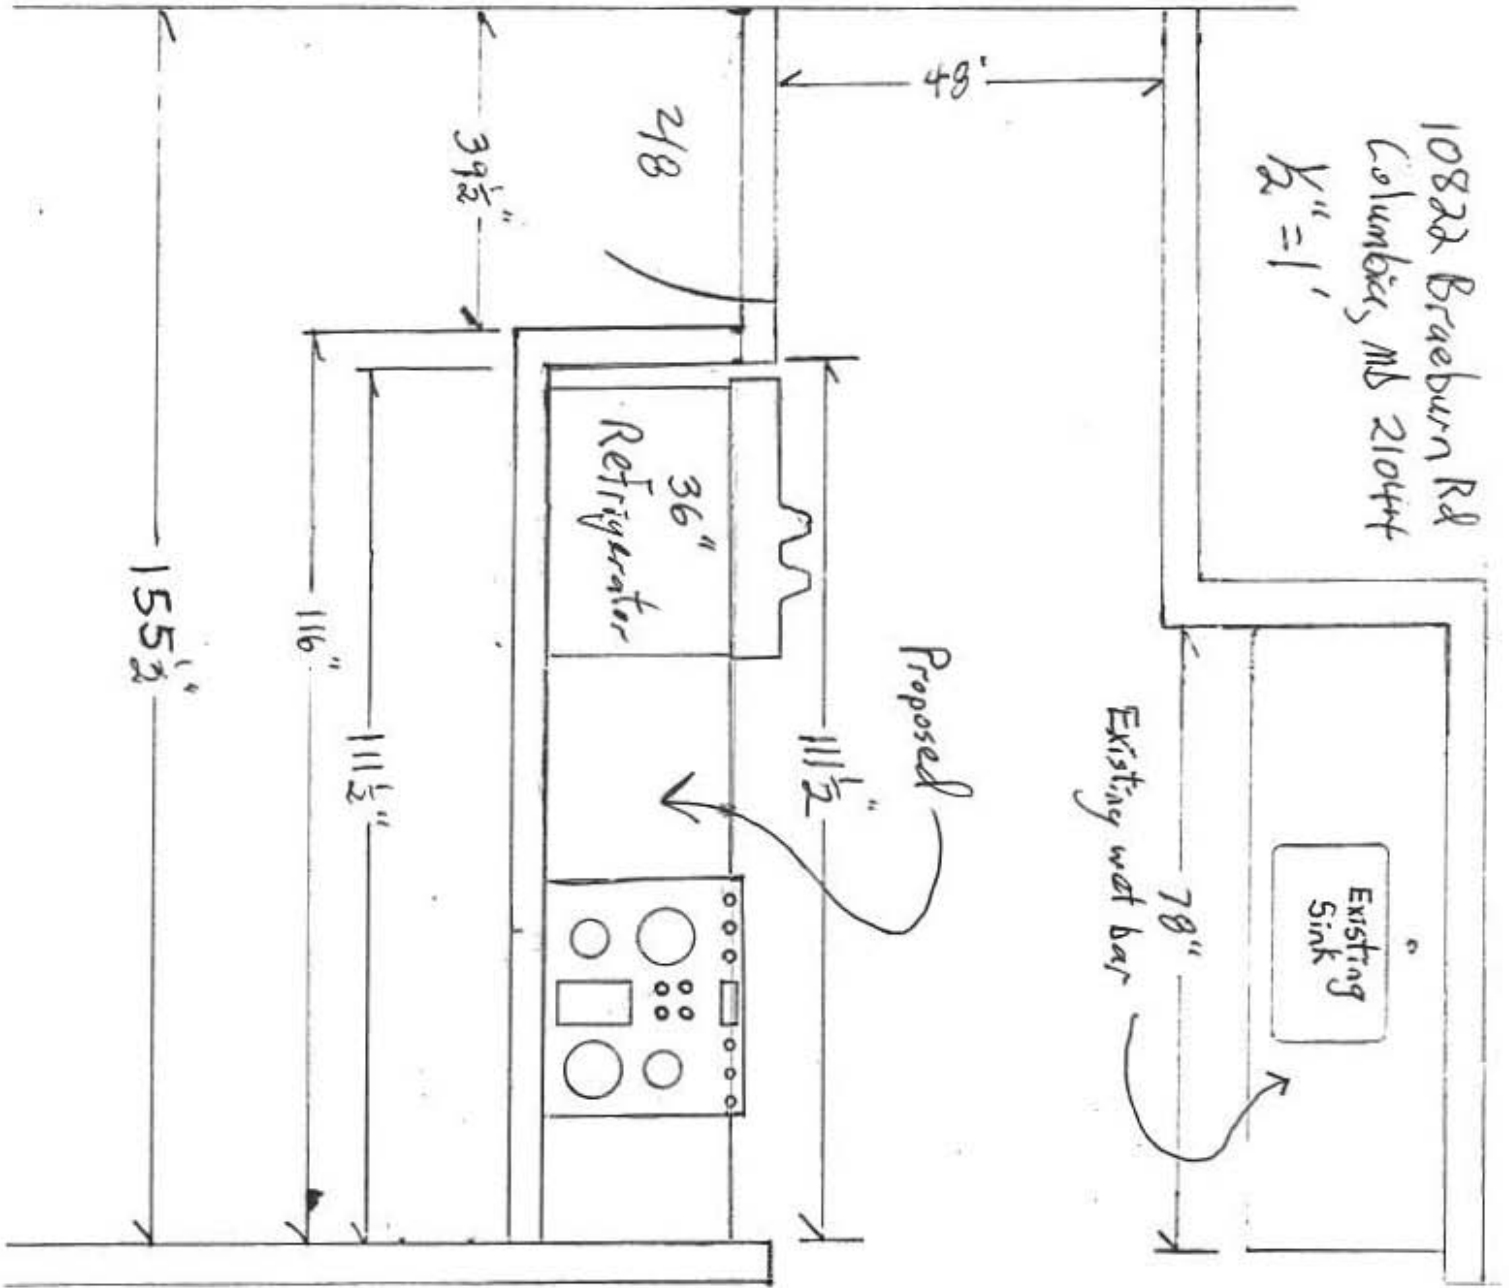 10822 Braeburn Rd
Columbia, MD 21044
1/2" = 1'
48"
2/8
39 1/2"
155 1/2"
116"
111 1/2"
111 1/2"
36"
Refrigerator
Proposed
78"
Existing wet bar
Existing
Sink